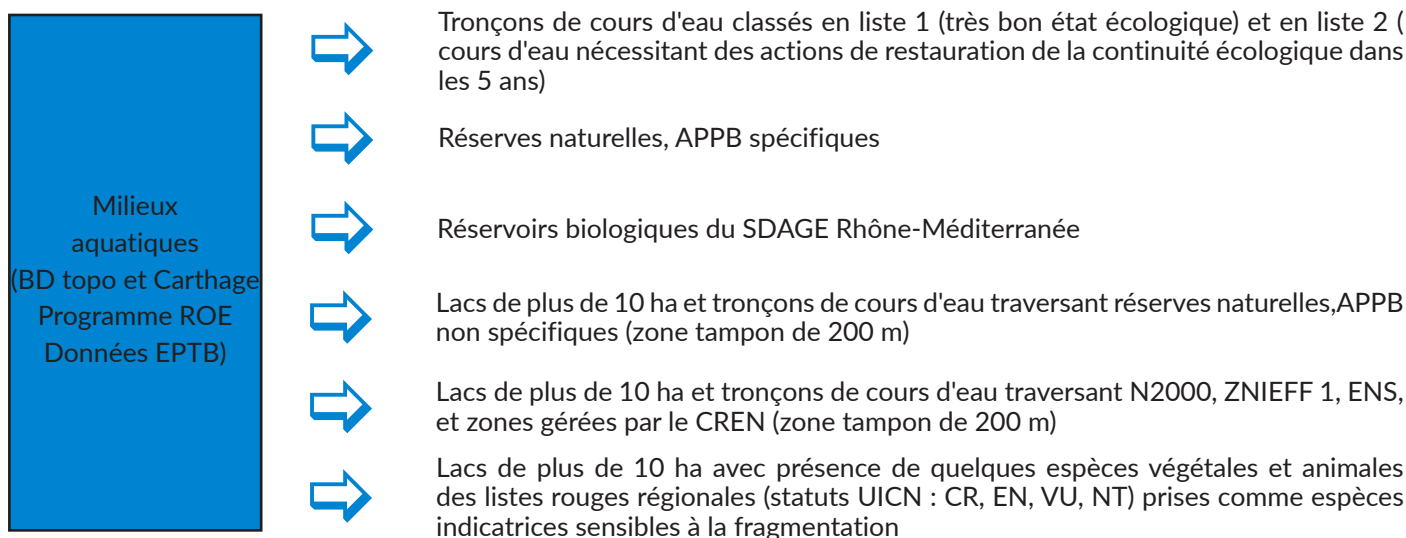 Milieux
aquatiques
(BD topo et Carthage
Programme ROE
Données EPTB)
Tronçons de cours d'eau classés en liste 1 (très bon état écologique) et en liste 2 (
cours d'eau nécessitant des actions de restauration de la continuité écologique dans
les 5 ans)
Réserves naturelles, APPB spécifiques
Réservoirs biologiques du SDAGE Rhône-Méditerranée
Lacs de plus de 10 ha et tronçons de cours d'eau traversant réserves naturelles,APPB
non spécifiques (zone tampon de 200 m)
Lacs de plus de 10 ha et tronçons de cours d'eau traversant N2000, ZNIEFF 1, ENS,
et zones gérées par le CREN (zone tampon de 200 m)
Lacs de plus de 10 ha avec présence de quelques espèces végétales et animales
des listes rouges régionales (statuts UICN : CR, EN, VU, NT) prises comme espèces
indicatrices sensibles à la fragmentation